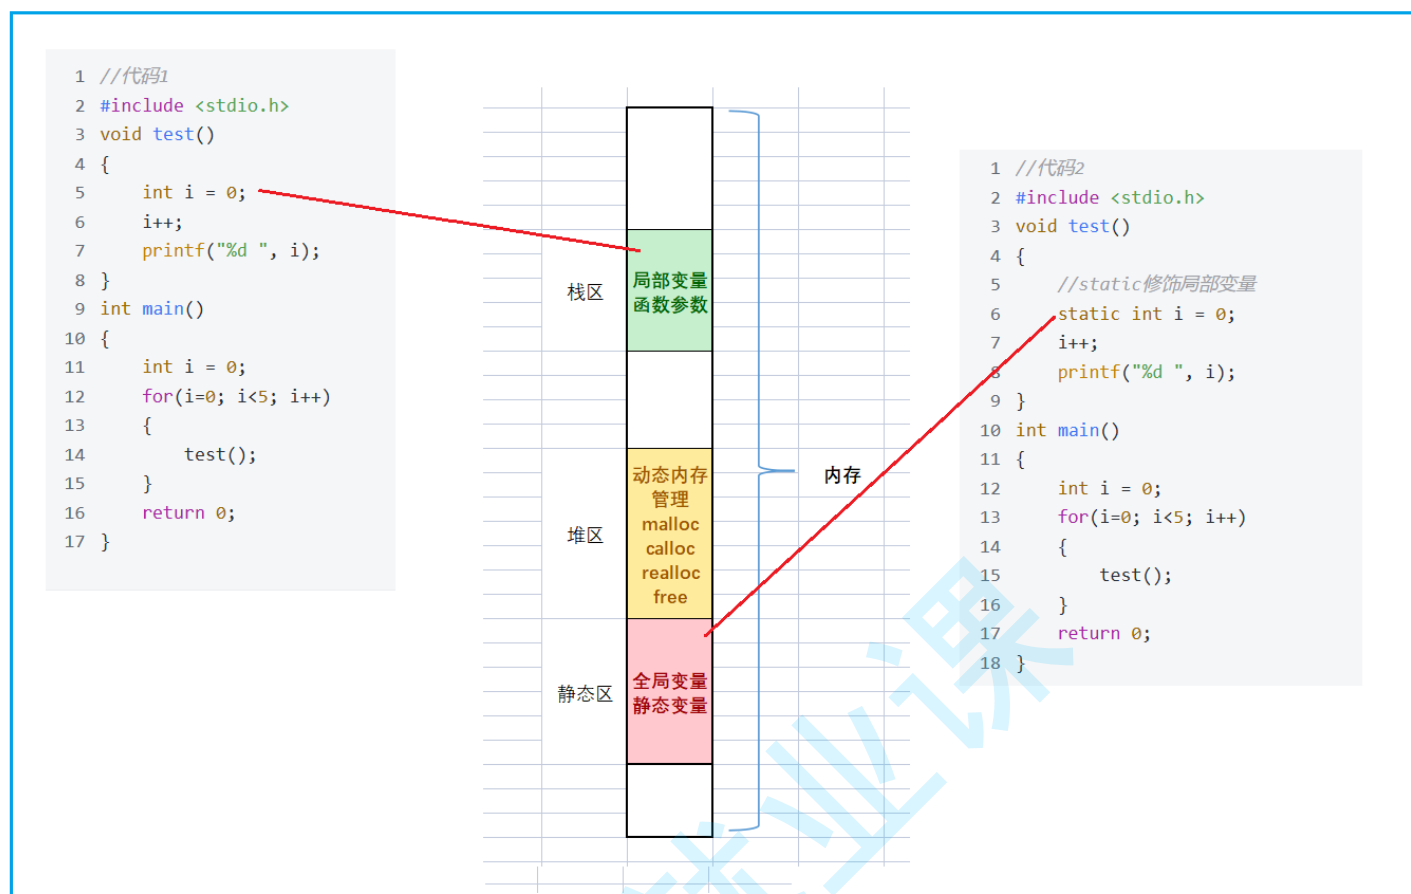 1 //代码1
2 #include <stdio.h>
3 void test()
4 {
5     int i = 0;
6     i++;
7     printf("%d ", i);
8 }
9 int main()
10 {
11     int i = 0;
12     for(i=0; i<5; i++)
13     {
14         test();
15     }
16     return 0;
17 }
栈区
局部变量
函数参数
堆区
动态内存
管理
malloc
calloc
realloc
free
静态区
全局变量
静态变量
内存
1 //代码2
2 #include <stdio.h>
3 void test()
4 {
5     //static修饰局部变量
6     static int i = 0;
7     i++;
8     printf("%d ", i);
9 }
10 int main()
11 {
12     int i = 0;
13     for(i=0; i<5; i++)
14     {
15         test();
16     }
17     return 0;
18 }
就业课